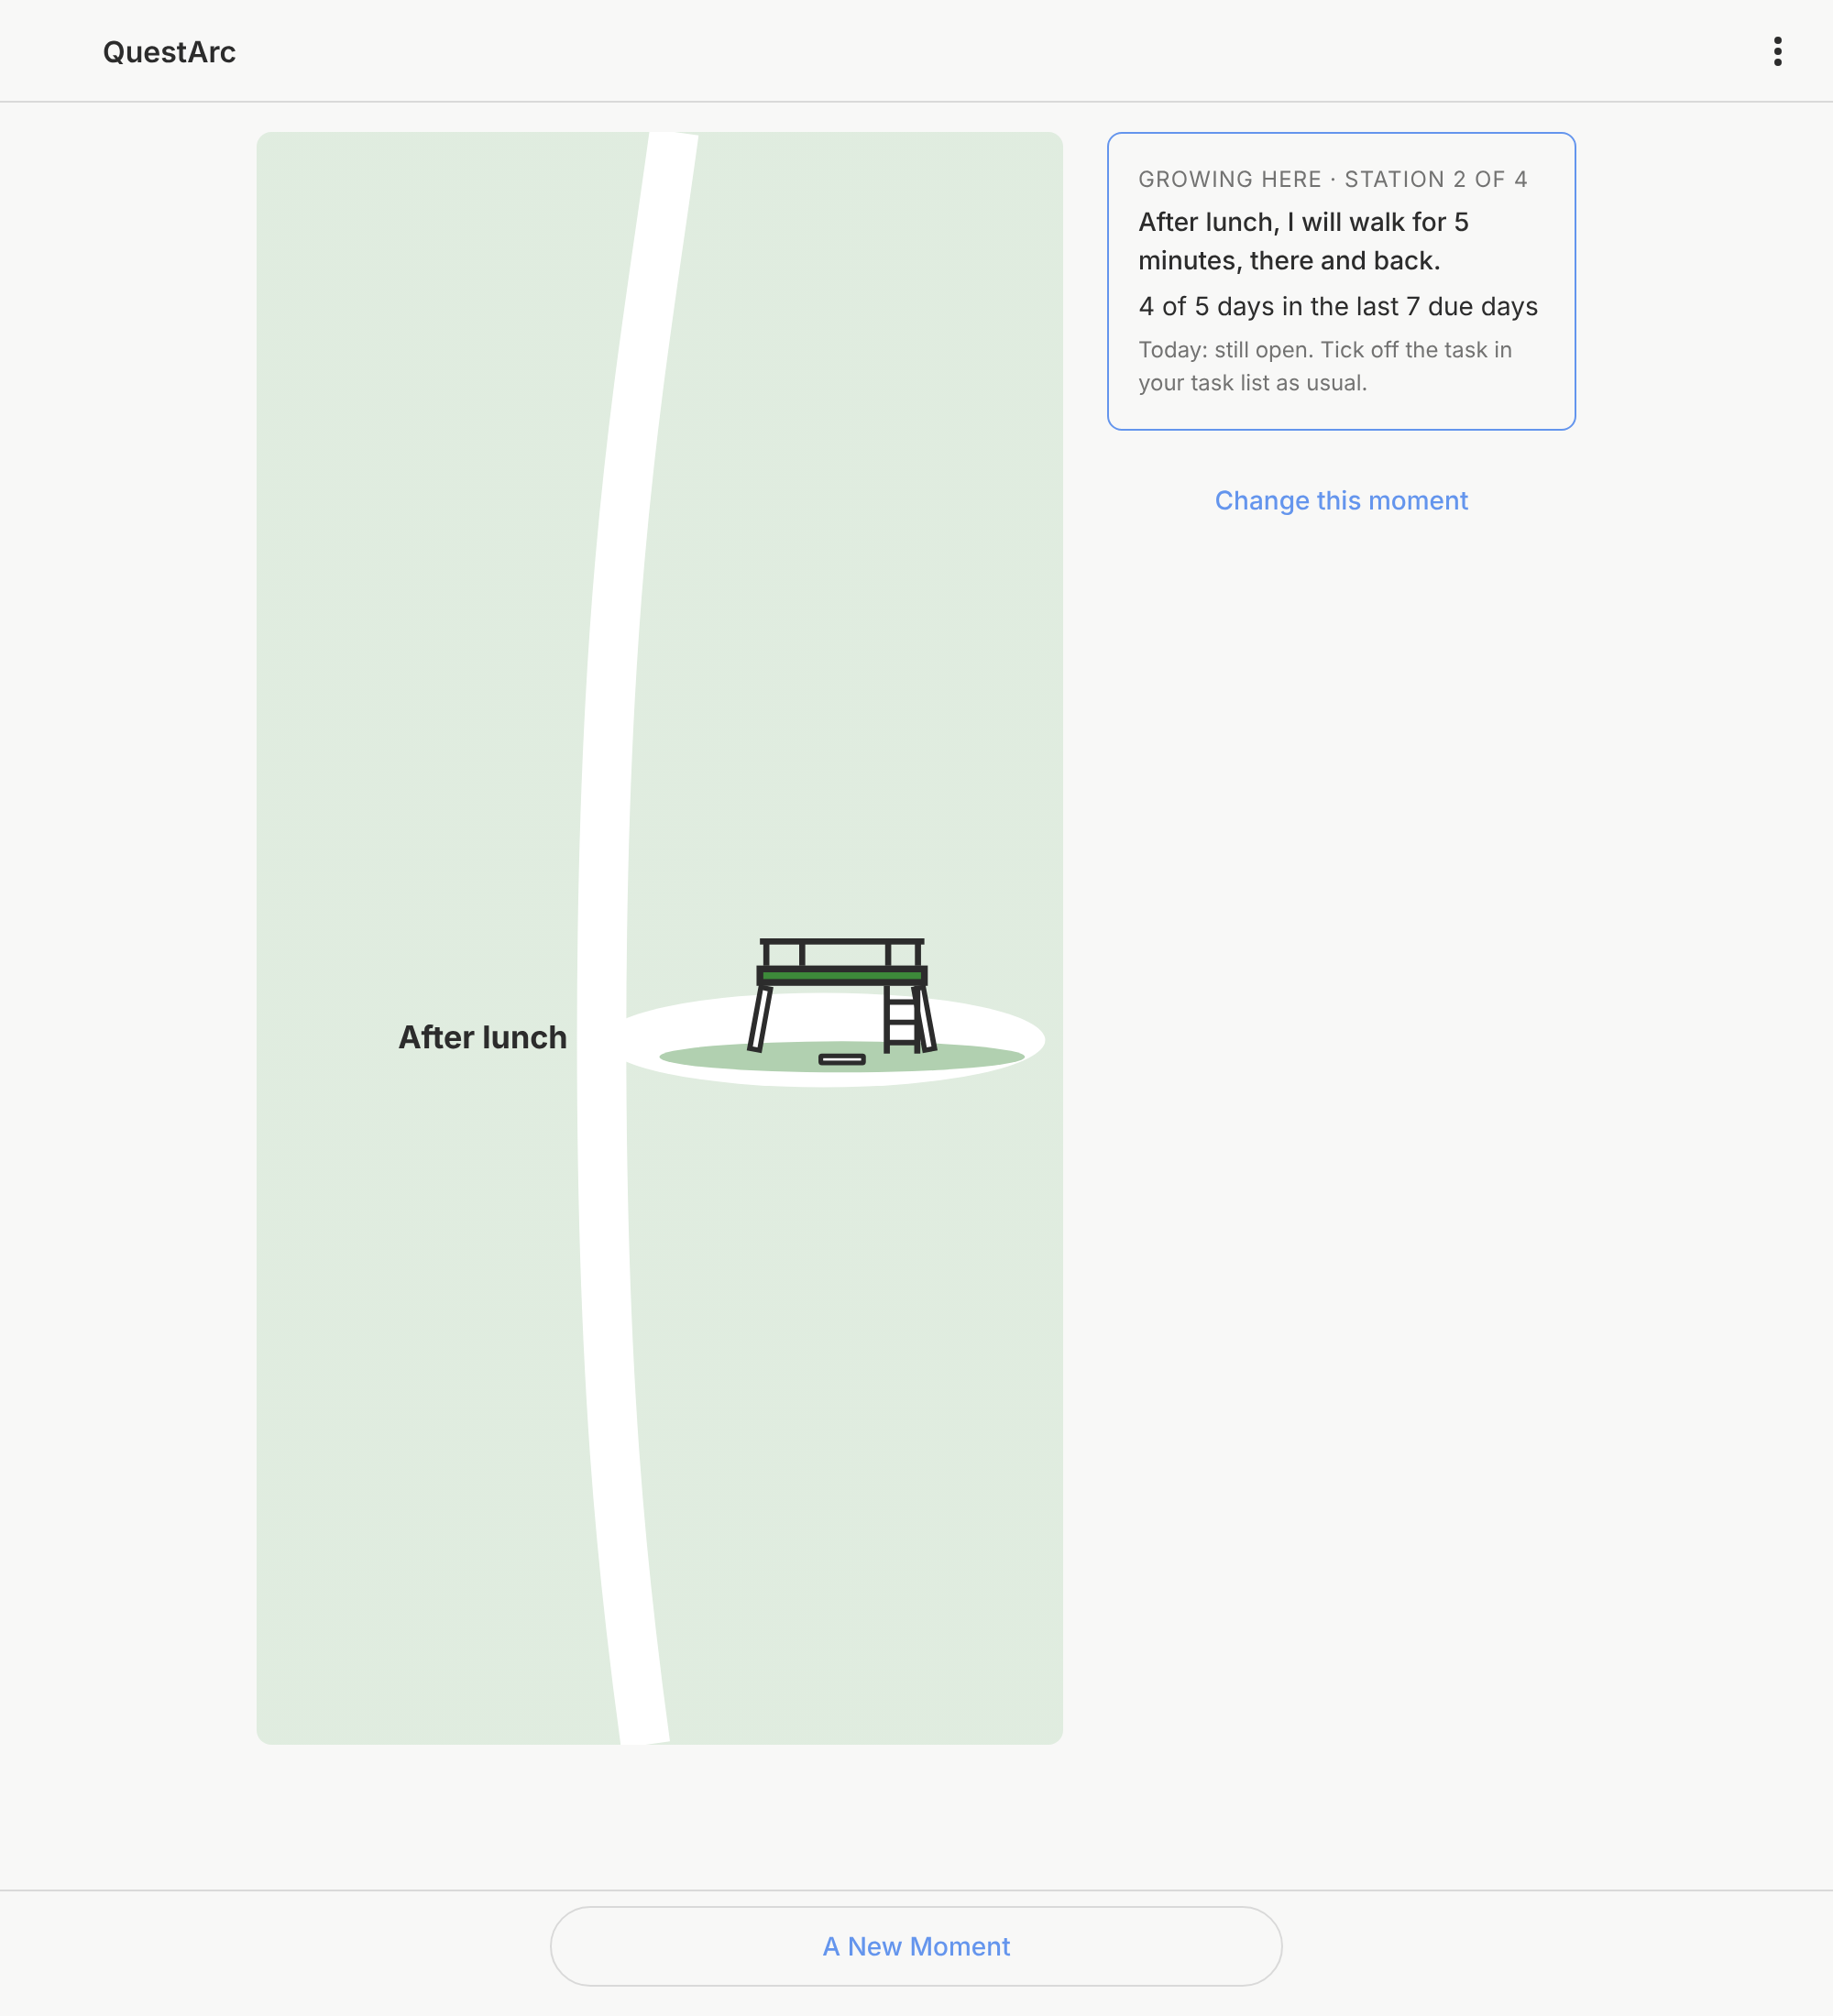 QuestArc
After lunch
GROWING HERE · STATION 2 OF 4
After lunch, I will walk for 5
minutes, there and back.
4 of 5 days in the last 7 due days
Today: still open. Tick off the task in
your task list as usual.
Change this moment
A New Moment